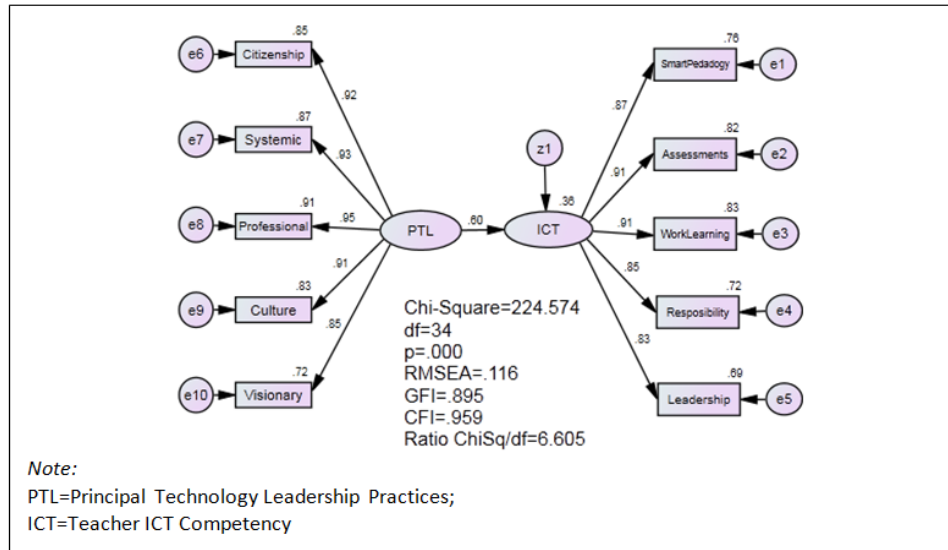 .85
e6 Citizenship
.92
.87
e7 Systemic
.93
.91
e8 Professional
.95
.83
e9 Culture
.91
.72
e10 Visionary
.85
PTL
.60
z1
.36
ICT
.76
SmartPedadogy e1
.87
.82
Assessments e2
.91
.83
WorkLearning e3
.91
.72
Resposibility e4
.85
.69
Leadership e5
.83
Chi-Square=224.574
df=34
p=.000
RMSEA=.116
GFI=.895
CFI=.959
Ratio ChiSq/df=6.605
Note:
PTL=Principal Technology Leadership Practices;
ICT=Teacher ICT Competency